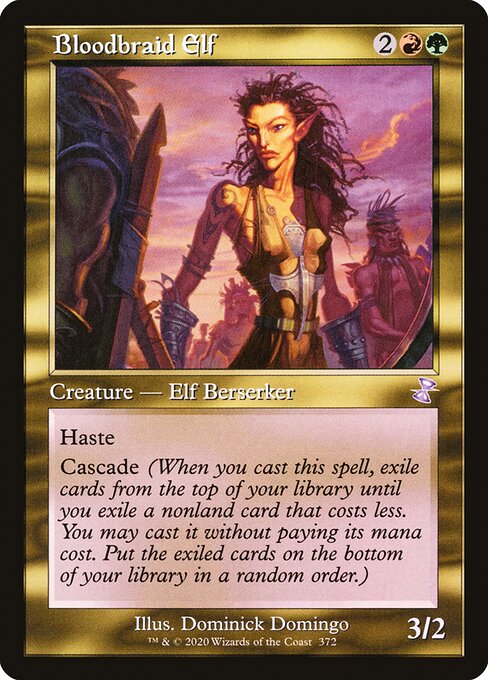 Bloodbraid Elf 2
Creature — Elf Berserker
Haste
Cascade (When you cast this spell, exile
cards from the top of your library until
you exile a nonland card that costs less.
You may cast it without paying its mana
cost. Put the exiled cards on the bottom
of your library in a random order.)
Illus. Dominick Domingo
™ & © 2020 Wizards of the Coast 372
3/2